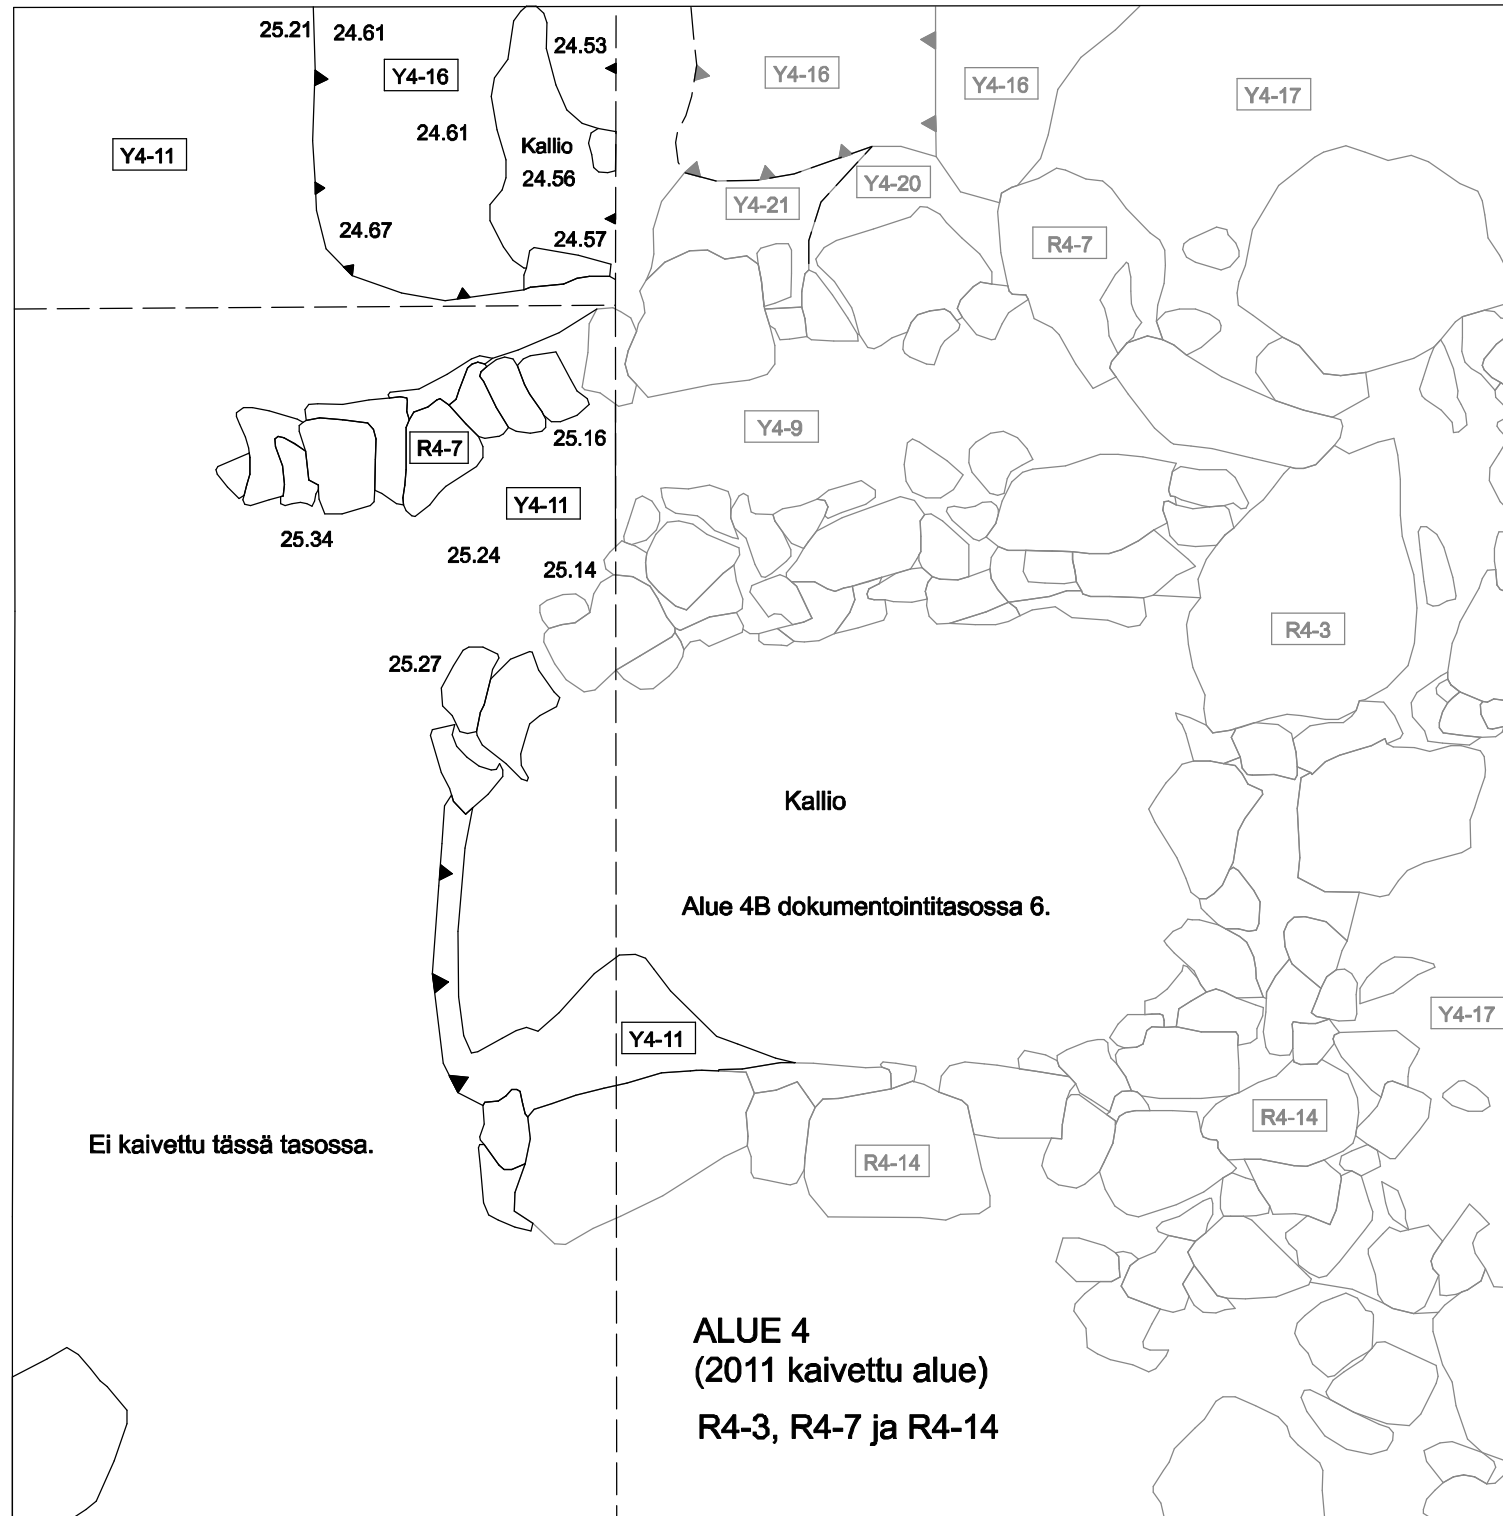 25.21
24.61
24.53
Y4-16
Y4-16
Y4-16
Y4-17
24.61
Kallio
Y4-11
24.56
Y4-20
Y4-21
24.67
24.57
R4-7
Y4-9
25.16
R4-7
Y4-11
25.34
25.24
25.14
R4-3
25.27
Kallio
Alue 4B dokumentointitasossa 6.
Y4-17
Y4-11
R4-14
Ei kaivettu tässä tasossa.
R4-14
ALUE 4
(2011 kaivettu alue)
R4-3, R4-7 ja R4-14